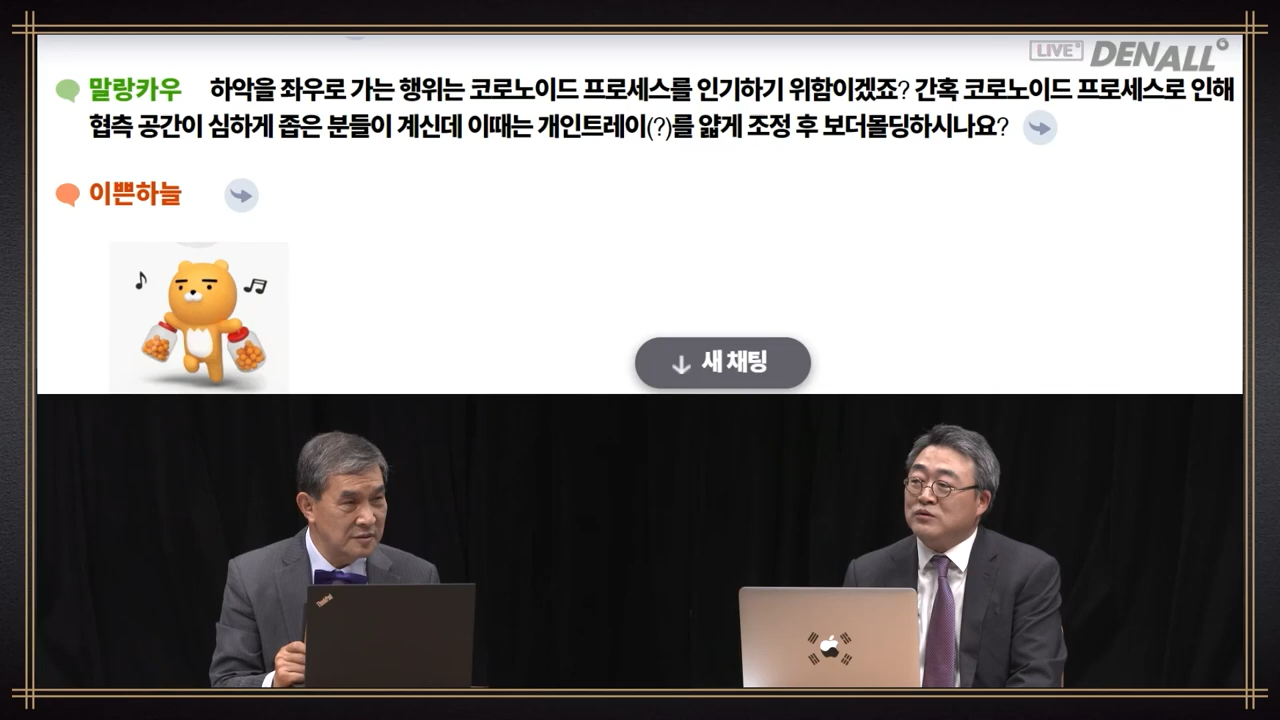 LIVE DENALL
말랑카우 하악을 좌우로 가는 행위는 코로노이드 프로세스를 인기하기 위함이겠죠? 간혹 코로노이드 프로세스로 인해
협측 공간이 심하게 좁은 분들이 계신데 이때는 개인트레이(?)를 얇게 조정 후 보더몰딩하시나요?
이쁜하늘
↓ 새 채팅
ThinkPad